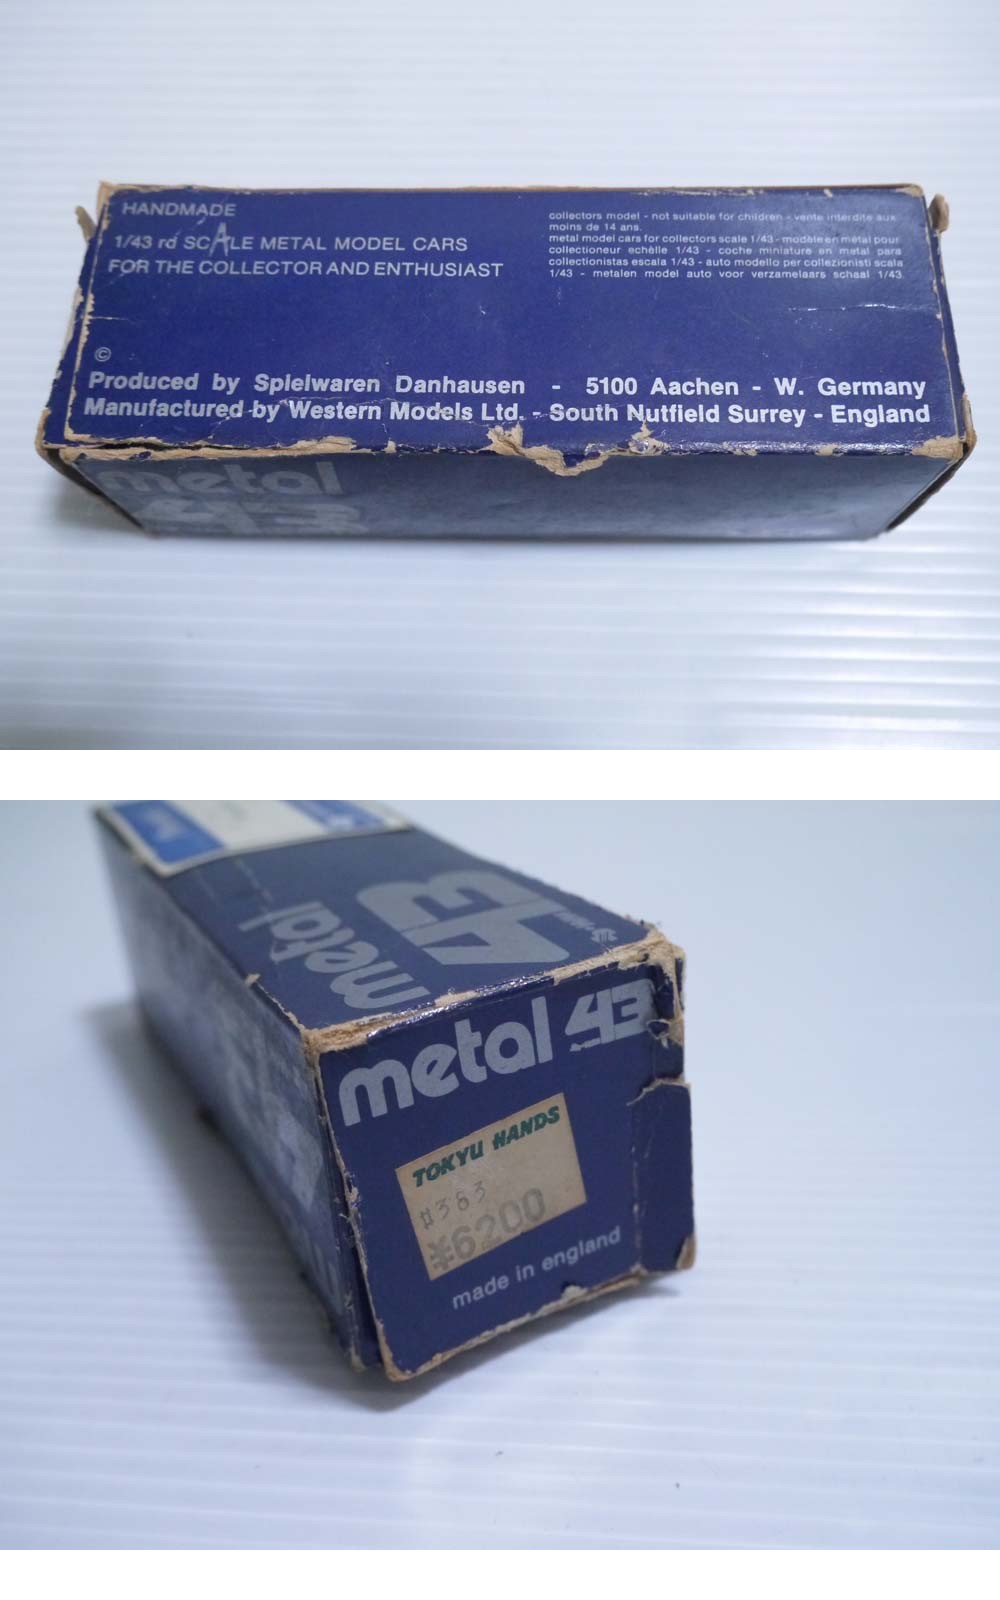 HANDMADE
1/43 rd SCALE METAL MODEL CARS
FOR THE COLLECTOR AND ENTHUSIAST
collectors model - not suitable for children - vente interdite aux
moins de 14 ans.
metal model cars for collectors scale 1/43 - modèle en métal pour
collectioneur echèlle 1/43 - coche miniature en metal para
collectionistas escala 1/43 - auto modello per collezionisti scala
1/43 - metalen model auto voor verzamelaars schaal 1/43.
©
Produced by Spielwaren Danhausen - 5100 Aachen - W. Germany
Manufactured by Western Models Ltd. - South Nutfield Surrey - England
metal
43
metal
43
metal 43
TOKYU HANDS
#383
¥6200
made in england